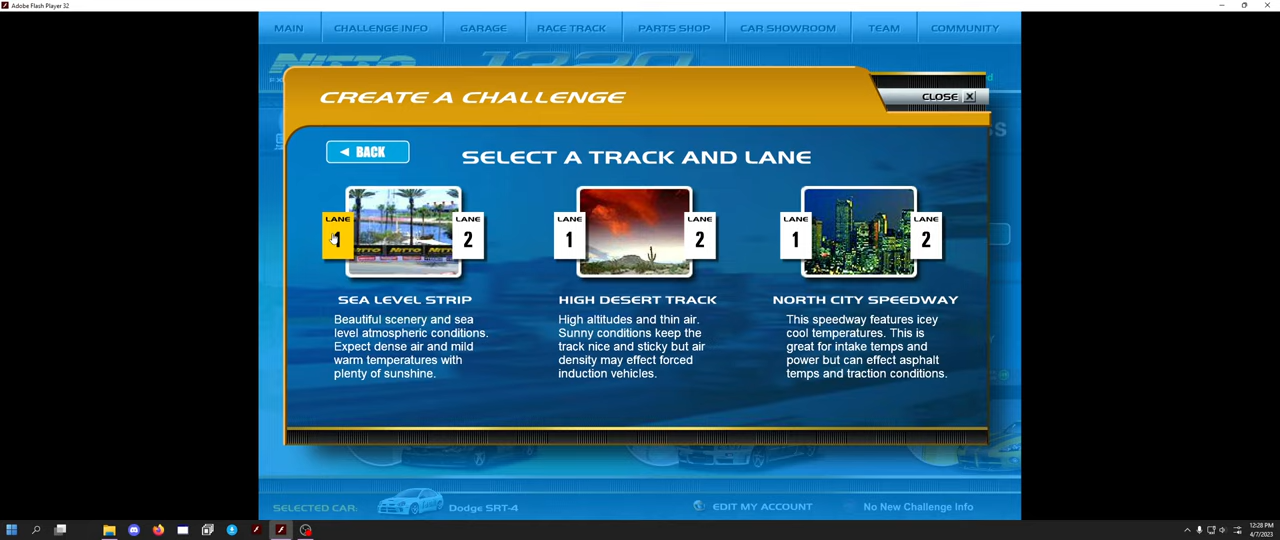 Adobe Flash Player 32
MAIN
CHALLENGE INFO
GARAGE
RACE TRACK
PARTS SHOP
CAR SHOWROOM
TEAM
COMMUNITY
NITTO 1320
CREATE A CHALLENGE
CLOSE X
BACK
SELECT A TRACK AND LANE
LANE
1
LANE
2
LANE
1
LANE
2
LANE
1
LANE
2
NITTO NITTO NITTO
SEA LEVEL STRIP
Beautiful scenery and sea
level atmospheric conditions.
Expect dense air and mild
warm temperatures with
plenty of sunshine.
HIGH DESERT TRACK
High altitudes and thin air.
Sunny conditions keep the
track nice and sticky but air
density may effect forced
induction vehicles.
NORTH CITY SPEEDWAY
This speedway features icey
cool temperatures. This is
great for intake temps and
power but can effect asphalt
temps and traction conditions.
SELECTED CAR:
Dodge SRT-4
EDIT MY ACCOUNT
No New Challenge Info
12:28 PM
4/7/2023